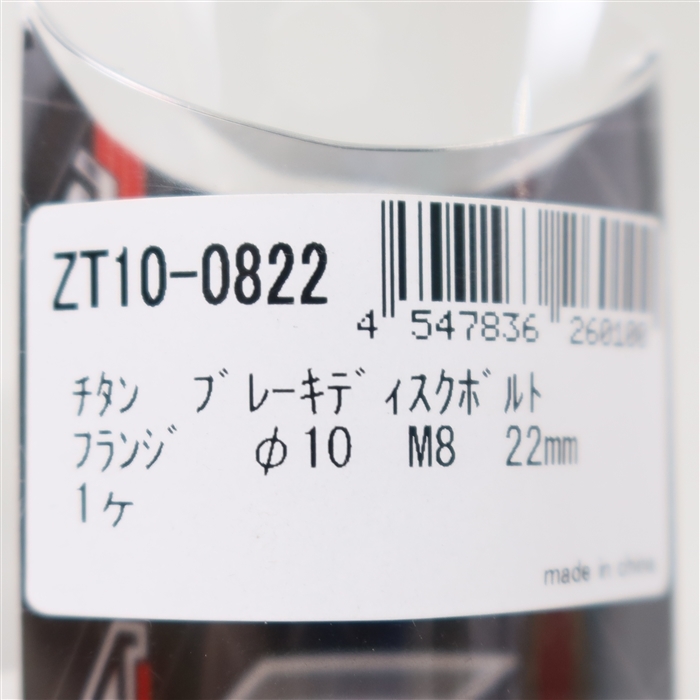 ZT10-0822
4 547836 260100
ﾁﾀﾝ ﾌﾞﾚｰｷﾃﾞｨｽｸﾎﾞﾙﾄ
ﾌﾗﾝｼﾞ φ10 M8 22mm
1ｹ
made in china